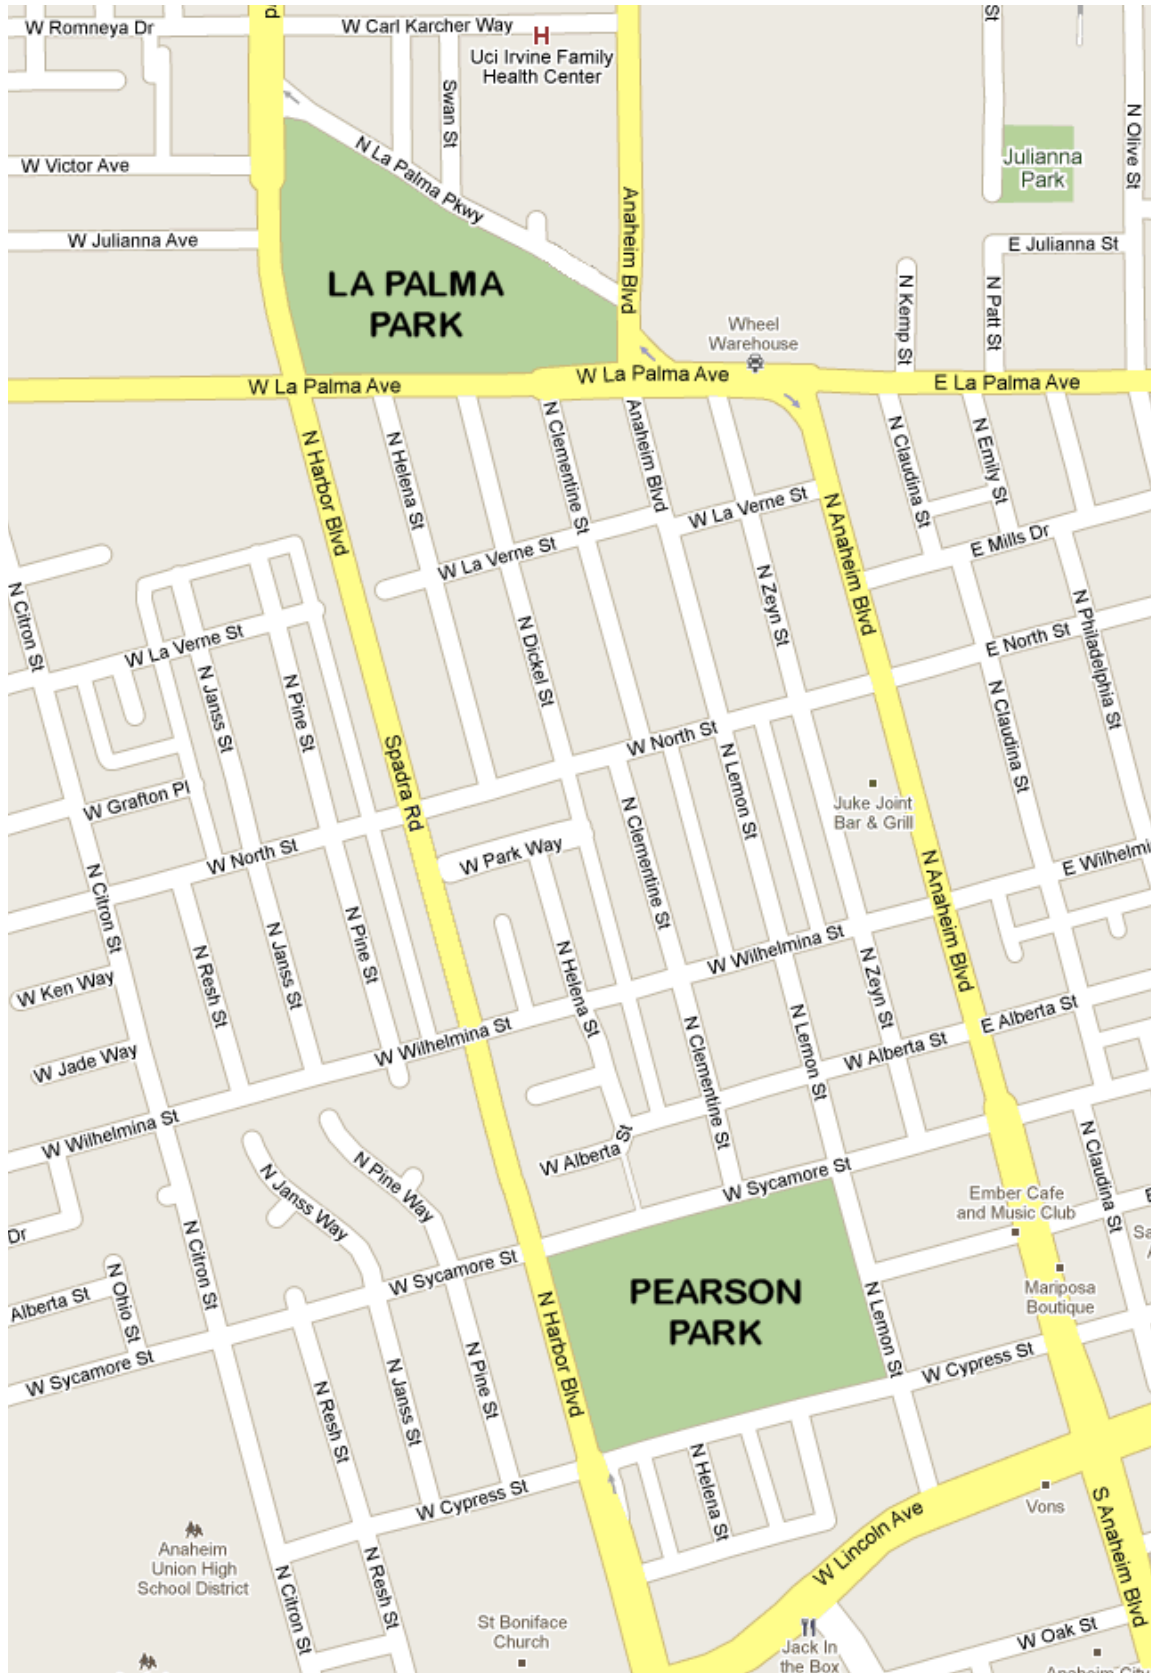 W Romneya Dr
W Carl Karcher Way
H
Uci Irvine Family
Health Center
Swan St
St
N Olive St
W Victor Ave
N La Palma Pkwy
Julianna
Park
Anaheim Blvd
W Julianna Ave
E Julianna St
LA PALMA
PARK
N Kemp St
N Patt St
Wheel
Warehouse
W La Palma Ave
W La Palma Ave
E La Palma Ave
N Harbor Blvd
N Helena St
N Clementine St
Anaheim Blvd
N Claudina St
N Emily St
W La Verne St
N Anaheim Blvd
W La Verne St
E Mills Dr
N Citron St
N Zeyn St
N Philadelphia St
W La Verne St
N Dickel St
E North St
N Janss St
N Pine St
N Claudina St
W North St
N Lemon St
Spadra Rd
W Grafton Pl
N Clementine St
Juke Joint
Bar & Grill
W North St
W Park Way
E Wilhelmi
N Anaheim Blvd
N Citron St
N Pine St
N Janss St
N Resh St
N Helena St
W Wilhelmina St
N Zeyn St
W Ken Way
N Lemon St
E Alberta St
N Clementine St
W Wilhelmina St
W Alberta St
W Jade Way
W Wilhelmina St
N Claudina St
W Alberta St
N Janss Way
N Pine Way
W Sycamore St
Ember Cafe
and Music Club
Dr
N Citron St
W Sycamore St
Sa
Alberta St
N Ohio St
PEARSON
PARK
Mariposa
Boutique
N Lemon St
N Harbor Blvd
W Sycamore St
N Resh St
N Janss St
N Pine St
W Cypress St
N Helena St
W Cypress St
Vons
S Anaheim Blvd
W Lincoln Ave
Anaheim
Union High
School District
N Citron St
N Resh St
St Boniface
Church
Jack In
the Box
W Oak St
Anaheim City